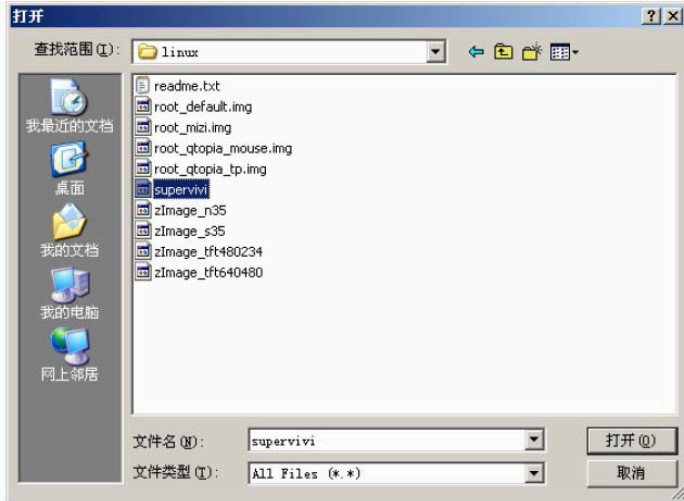 打开
查找范围(I):
linux
我最近的文档
桌面
我的文档
我的电脑
网上邻居
readme.txt
root_default.img
root_mizi.img
root_qtopia_mouse.img
root_qtopia_tp.img
supervivi
zImage_n35
zImage_s35
zImage_tft480234
zImage_tft640480
文件名(N):
supervivi
打开(O)
文件类型(T):
All Files (*.*)
取消